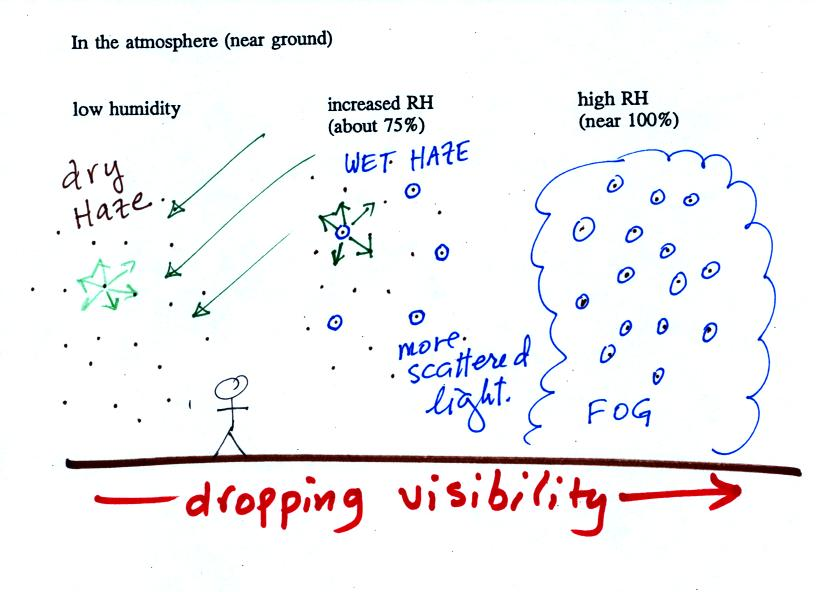 In the atmosphere (near ground)
low humidity
increased RH
(about 75%)
high RH
(near 100%)
dry
Haze
WET HAZE
more
scattered
light.
FOG
dropping visibility